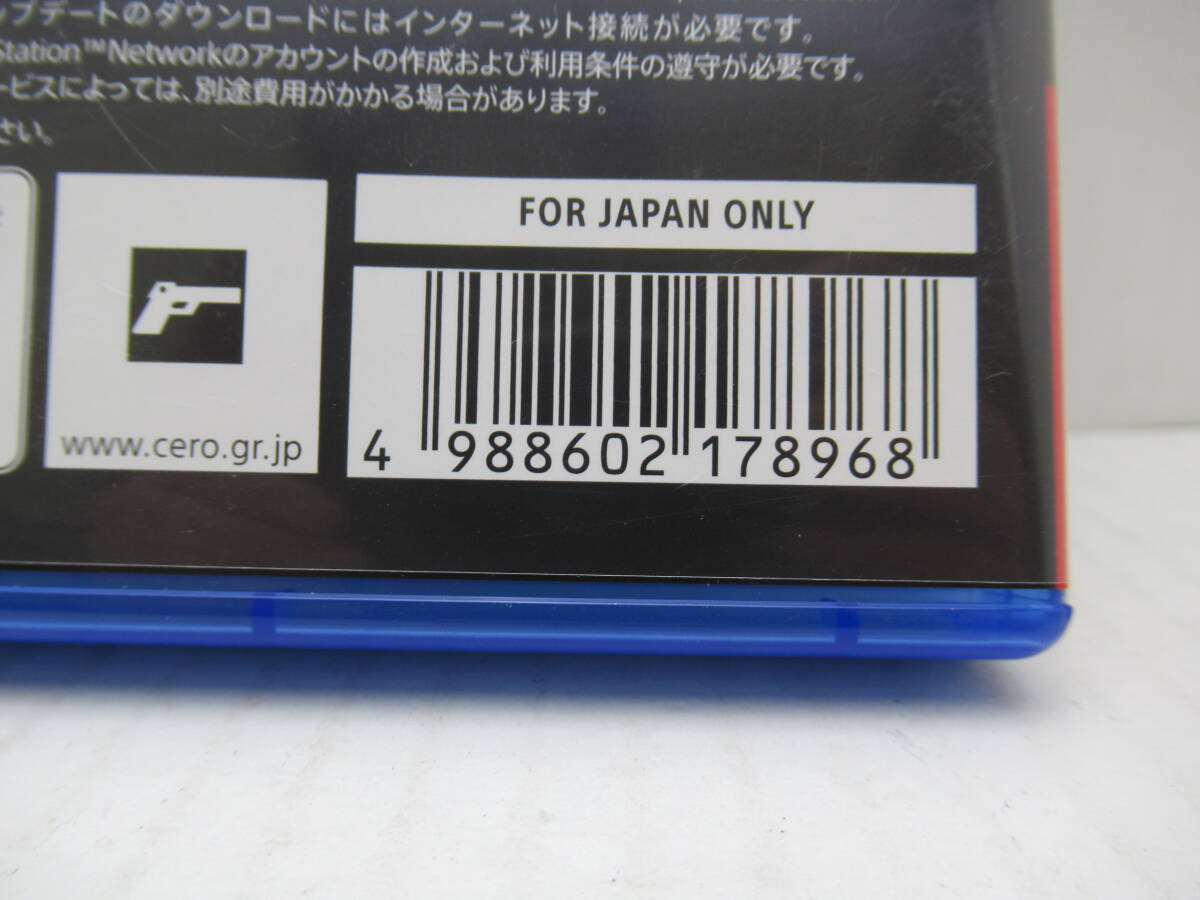 ップデートのダウンロードにはインターネット接続が必要です。
Station™Networkのアカウントの作成および利用条件の遵守が必要です。
ービスによっては、別途費用がかかる場合があります。
さい。
FOR JAPAN ONLY
www.cero.gr.jp
4 988602 178968